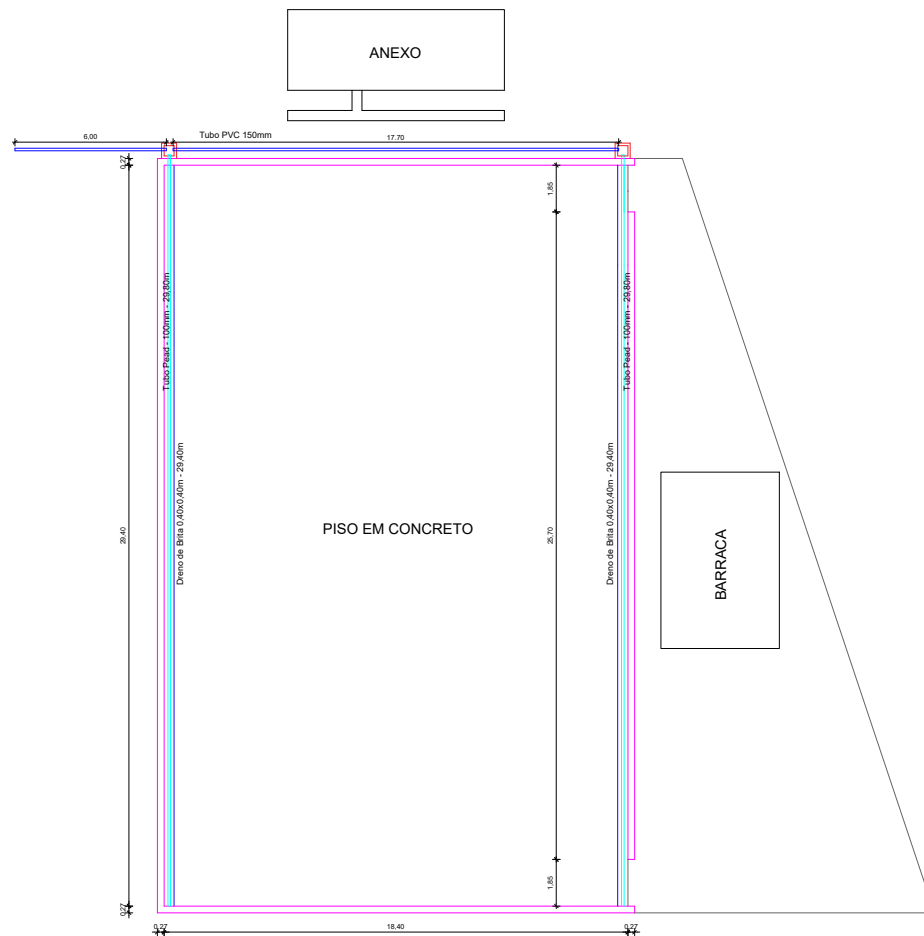 ANEXO
6,00
Tubo PVC 150mm
17.70
0,27
1,85
Tubo Pead - 100mm - 29,80m
Tubo Pead - 100mm - 29,80m
Dreno de Brita 0,40x0,40m - 29,40m
Dreno de Brita 0,40x0,40m - 29,40m
29,40
PISO EM CONCRETO
25,70
BARRACA
1,85
0,27
0,27
18,40
0,27